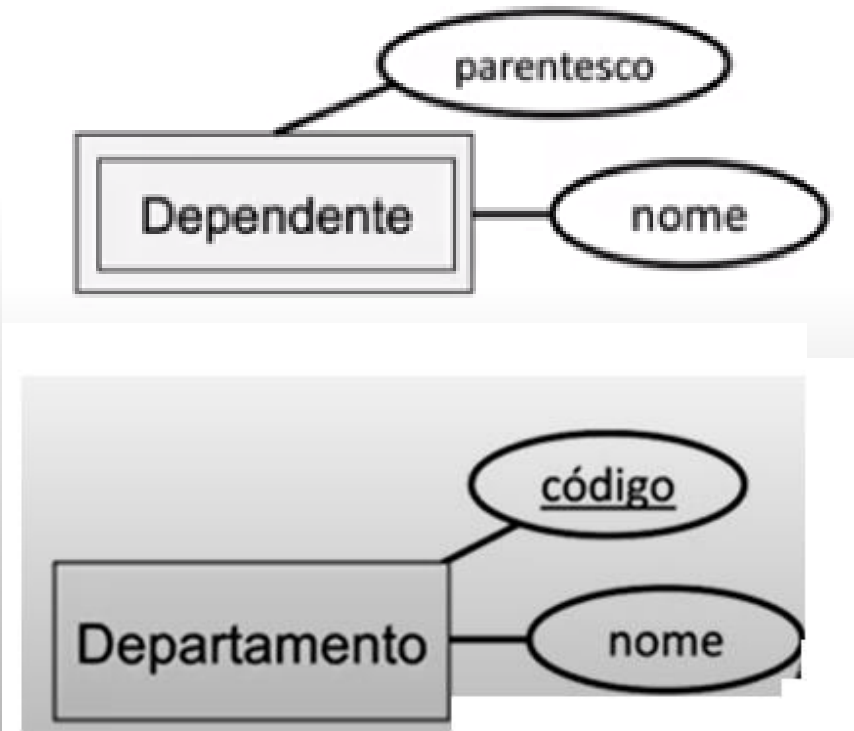 parentesco
Dependente
nome
código
Departamento
nome